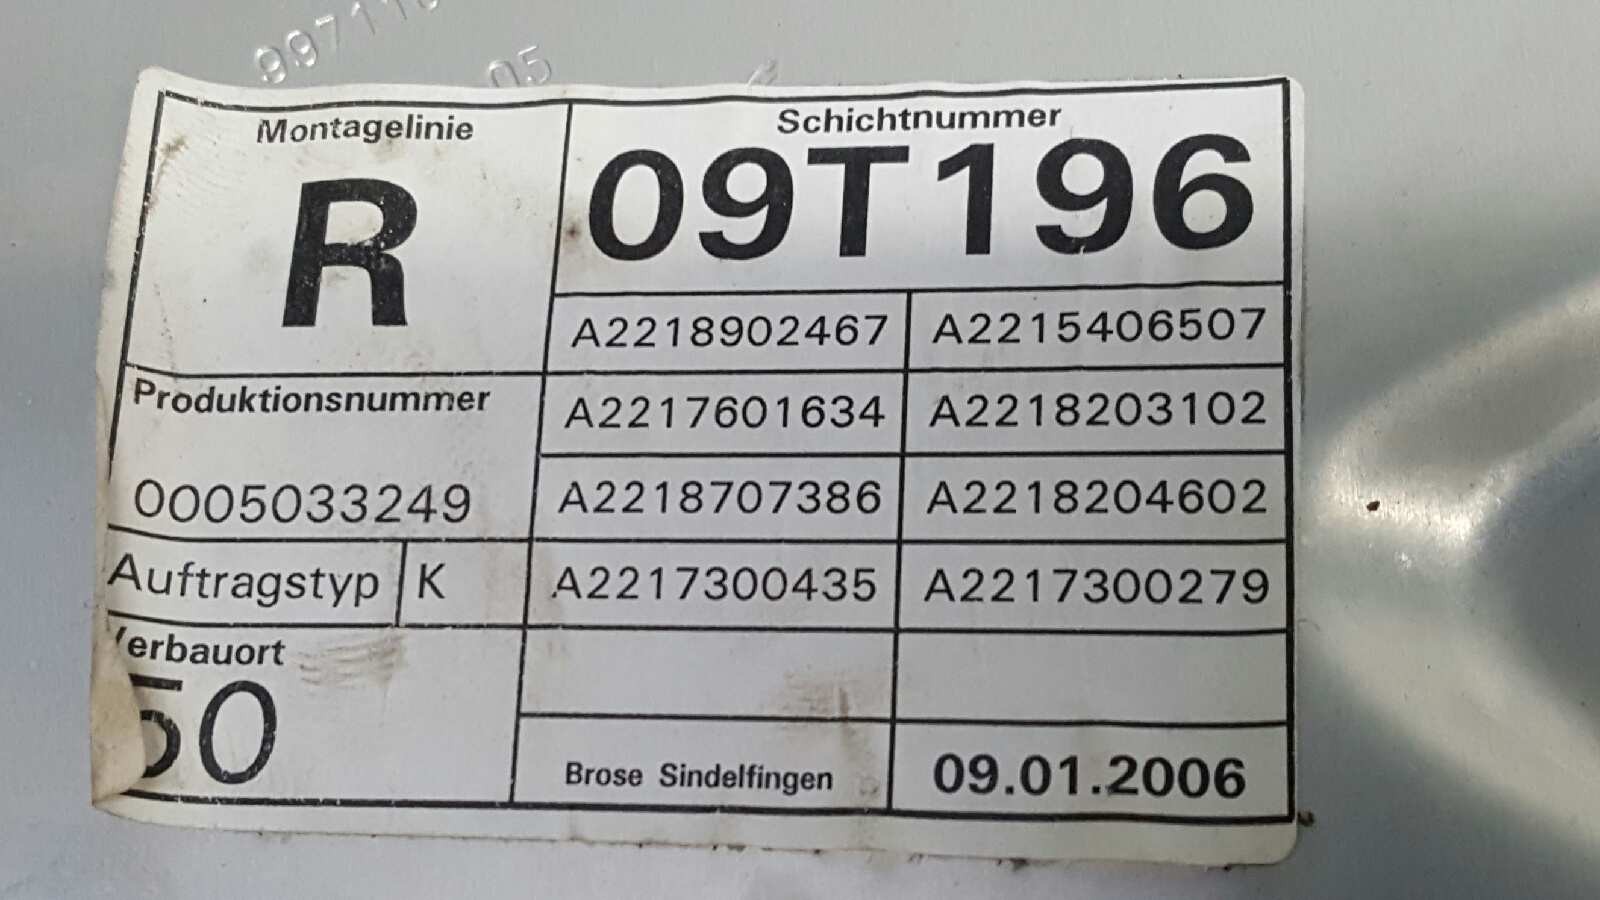 05
Montagelinie
R
Schichtnummer
09T196
A2218902467 A2215406507
A2217601634 A2218203102
A2218707386 A2218204602
A2217300435 A2217300279
Produktionsnummer
0005033249
Auftragstyp K
erbauort
50
Brose Sindelfingen 09.01.2006